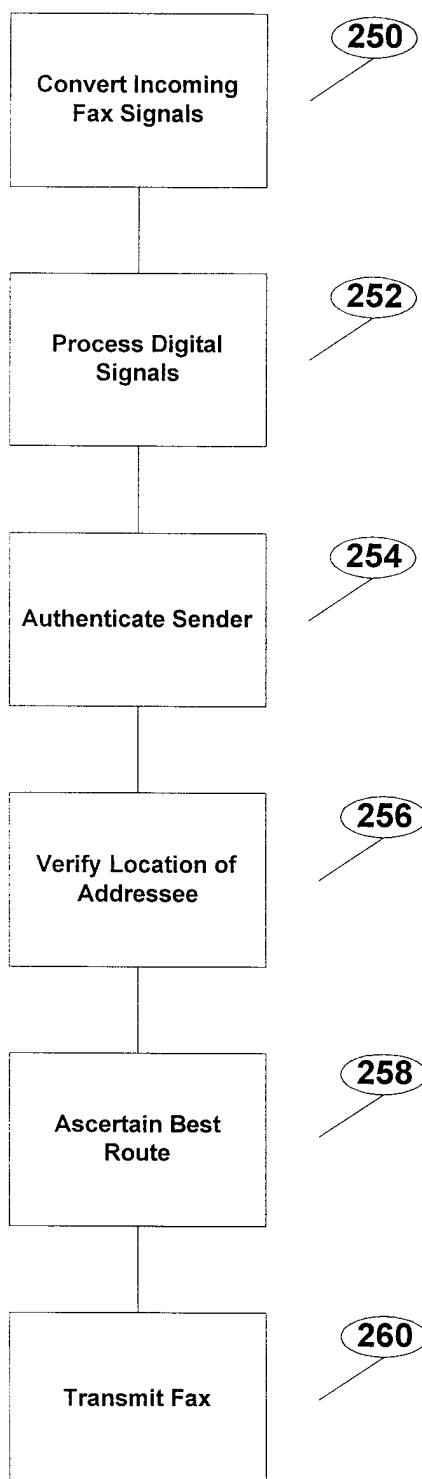 250
Convert Incoming
Fax Signals
252
Process Digital
Signals
254
Authenticate Sender
256
Verify Location of
Addressee
258
Ascertain Best
Route
260
Transmit Fax